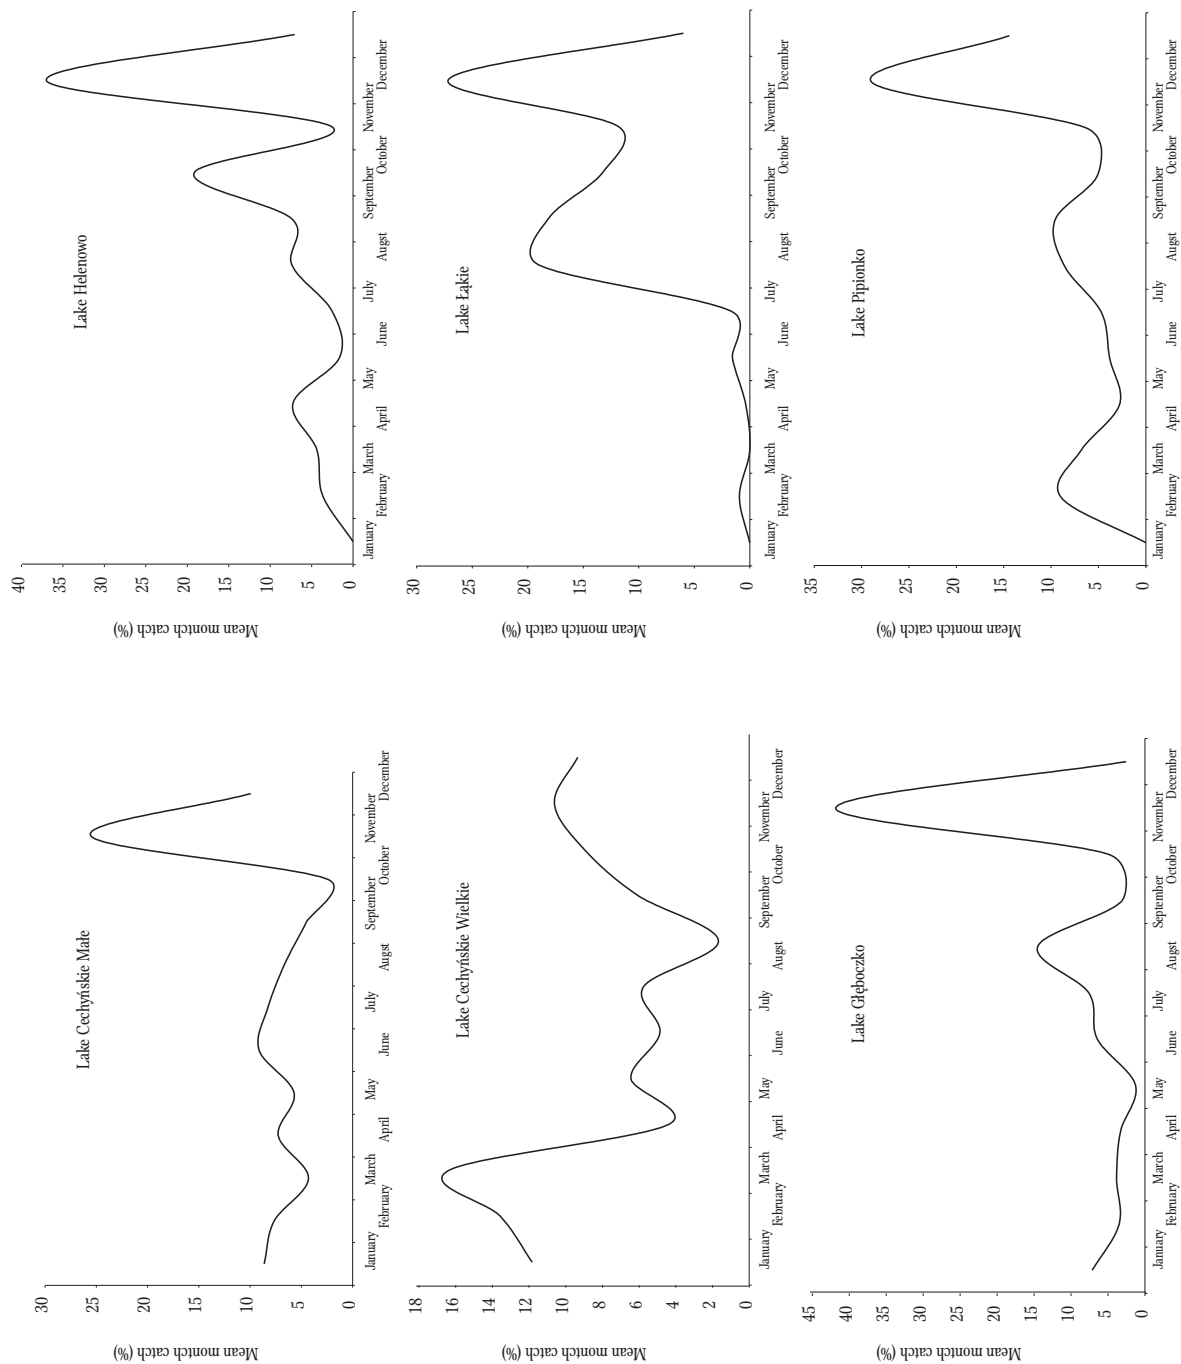 Lake Cechyńskie Małe
Mean montch catch (%)
30
25
20
15
10
5
0
January
February
March
April
May
June
July
Augst
September
October
November
December
Lake Helenowo
Mean montch catch (%)
40
35
30
25
20
15
10
5
0
January
February
March
April
May
June
July
Augst
September
October
November
December
Lake Cechyńskie Wielkie
Mean montch catch (%)
18
16
14
12
10
8
6
4
2
0
January
February
March
April
May
June
July
Augst
September
October
November
December
Lake Łąkie
Mean montch catch (%)
30
25
20
15
10
5
0
January
February
March
April
May
June
July
Augst
September
October
November
December
Lake Głęboczko
Mean montch catch (%)
45
40
35
30
25
20
15
10
5
0
January
February
March
April
May
June
July
Augst
September
October
November
December
Lake Pipionko
Mean montch catch (%)
35
30
25
20
15
10
5
0
January
February
March
April
May
June
July
Augst
September
October
November
December